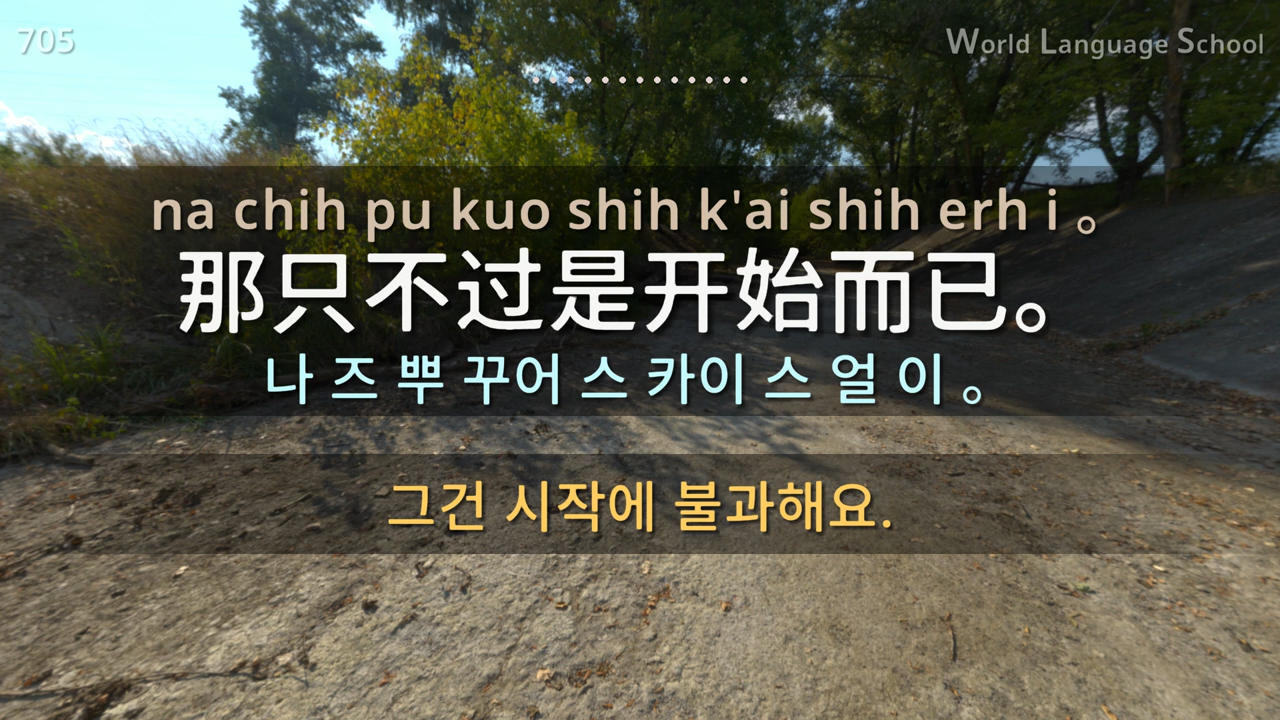 705
World Language School
na chih pu kuo shih k'ai shih erh i 。
那只不过是开始而已。
나 즈 뿌 꾸어 스 카이 스 얼 이 。
그건 시작에 불과해요.